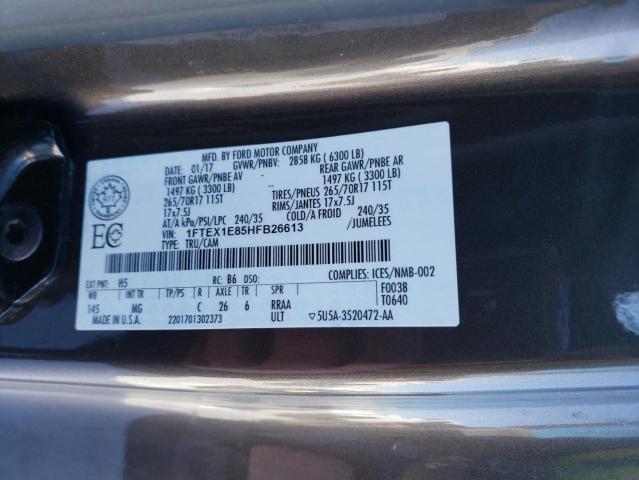 MFD. BY FORD MOTOR COMPANY
DATE: 01/17 GVWR/PNBV: 2858 KG ( 6300 LB)
FRONT GAWR/PNBE AV REAR GAWR/PNBE AR
1497 KG ( 3300 LB) 1497 KG ( 3300 LB)
265/70R17 115T TIRES/PNEUS 265/70R17 115T
17x7.5J RIMS/JANTES 17x7.5J
AT/A kPa/PSI/LPC 240/35 COLD/A FROID 240/35
VIN: 1FTEX1E85HFB26613 /JUMELEES
TYPE: TRU/CAM
EC
EXT PNT: H5 RC: B6 DSO: COMPLIES: ICES/NMB-002
WB INT TR TP/PS R AXLE TR SPR F0038
145 MG C 26 6 RRAA T0640
MADE IN U.S.A. 2201701302373 ULT ▽5U5A-3520472-AA